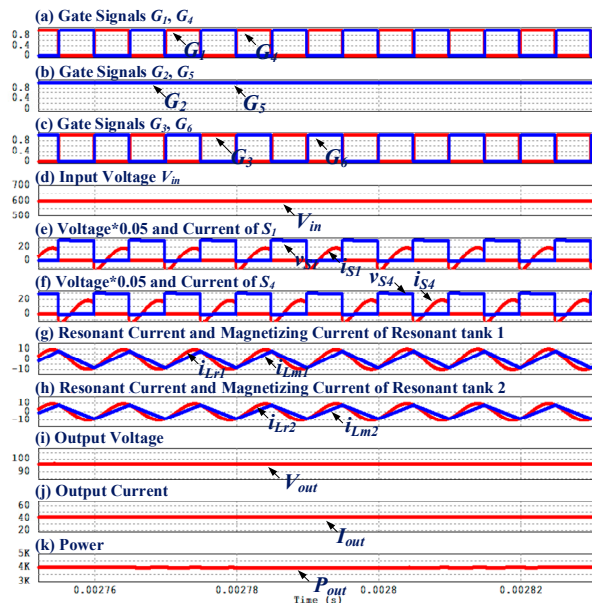 (a) Gate Signals G1, G4
0.8
0.4
0
G1
G4
(b) Gate Signals G2, G5
0.8
0.4
0
G2
G5
(c) Gate Signals G3, G6
0.8
0.4
0
G3
G6
(d) Input Voltage Vin
700
600
500
Vin
(e) Voltage*0.05 and Current of S1
20
0
vS1
iS1
(f) Voltage*0.05 and Current of S4
vS4
iS4
20
0
(g) Resonant Current and Magnetizing Current of Resonant tank 1
10
0
-10
iLr1
iLm1
(h) Resonant Current and Magnetizing Current of Resonant tank 2
10
0
-10
iLr2
iLm2
(i) Output Voltage
100
90
Vout
(j) Output Current
60
40
20
Iout
(k) Power
5K
4K
3K
Pout
0.00276
0.00278
0.0028
0.00282
Time (s)